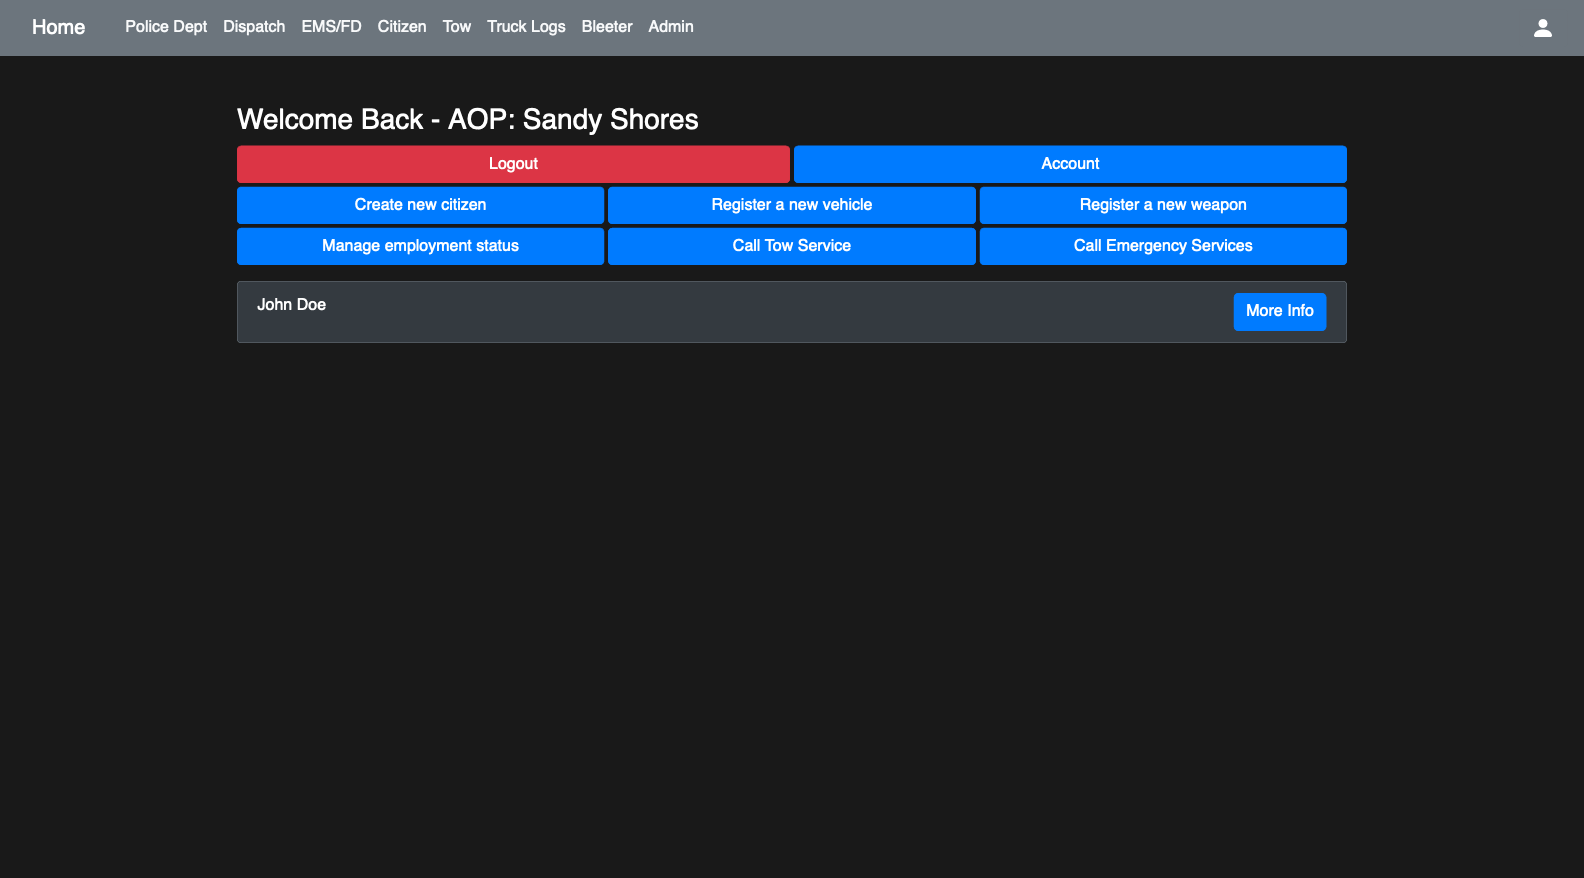 Home Police Dept Dispatch EMS/FD Citizen Tow Truck Logs Bleeter Admin
Welcome Back - AOP: Sandy Shores
Logout Account
Create new citizen Register a new vehicle Register a new weapon
Manage employment status Call Tow Service Call Emergency Services
John Doe More Info